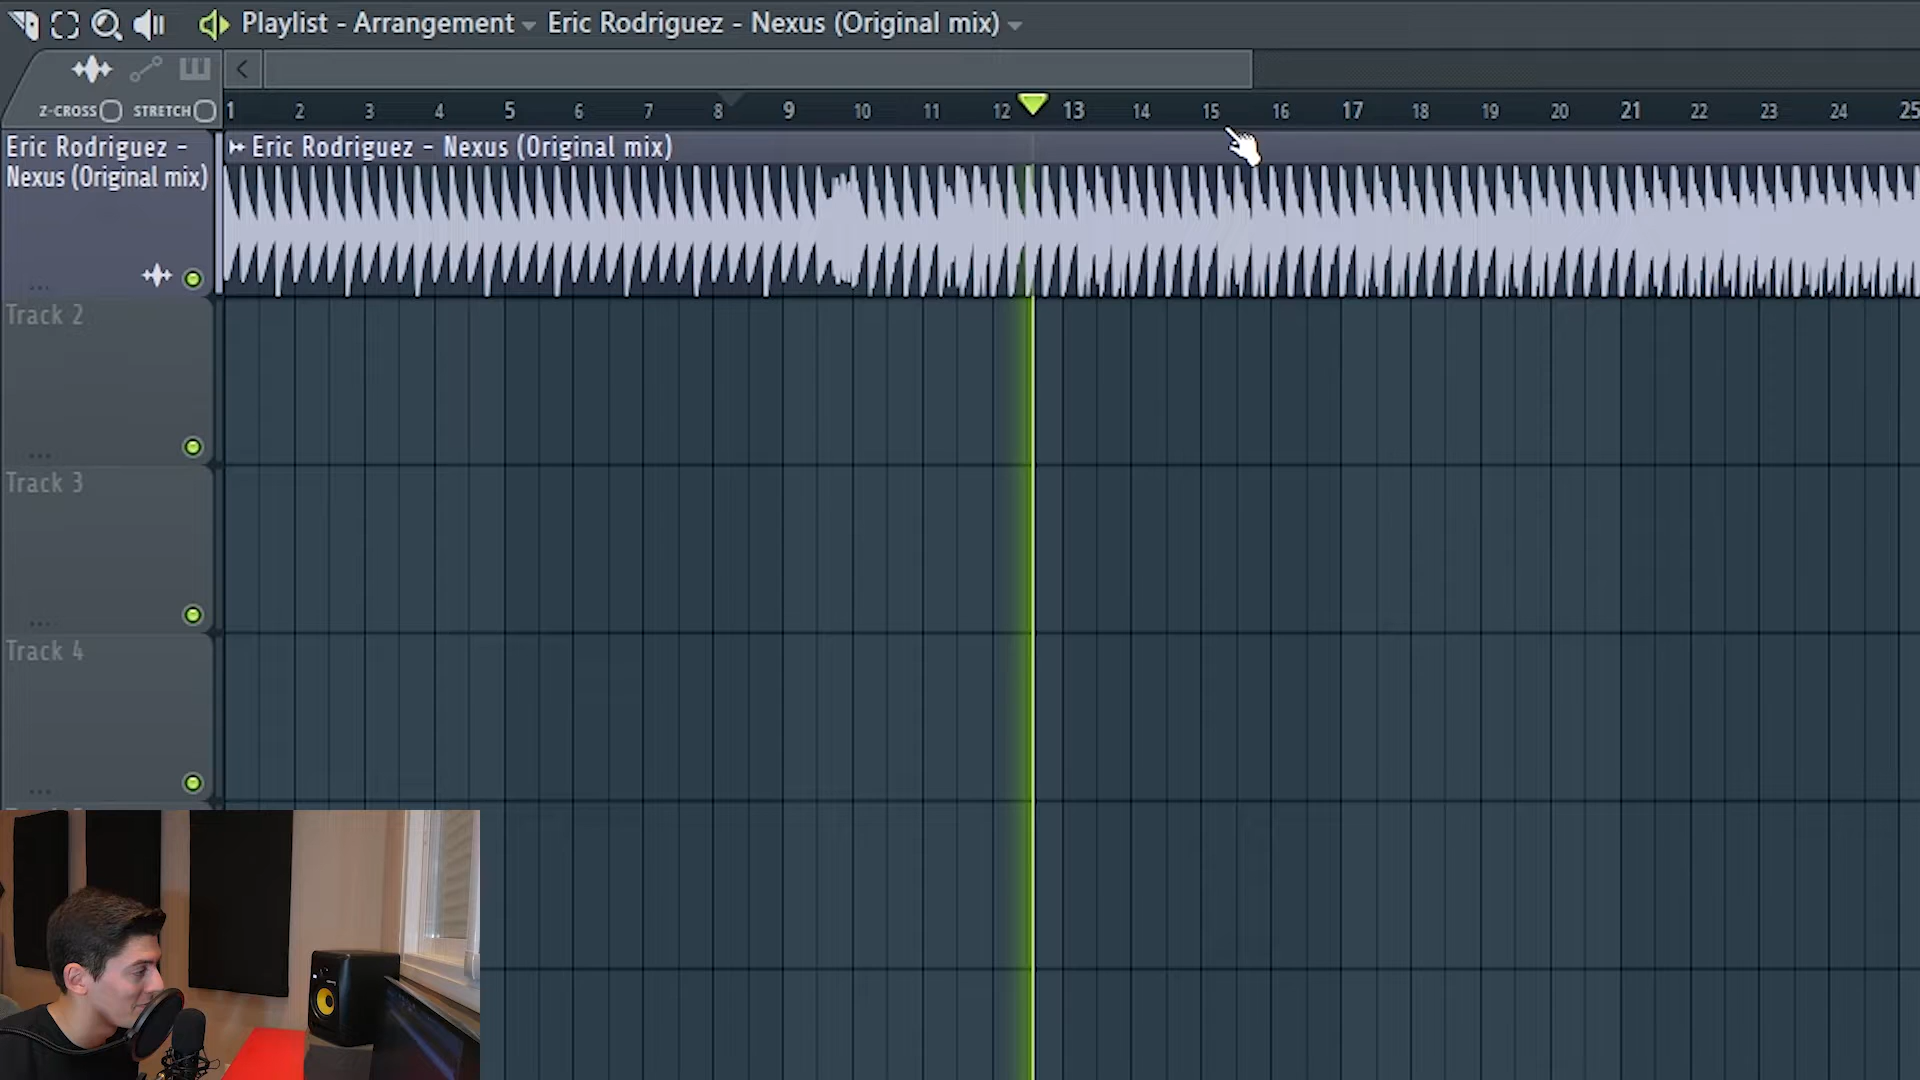 Playlist - Arrangement Eric Rodriguez - Nexus (Original mix)
Z-CROSS STRETCH 1 2 3 4 5 6 7 8 9 10 11 12 13 14 15 16 17 18 19 20 21 22 23 24 25
Eric Rodriguez -
Nexus (Original mix)
Eric Rodriguez - Nexus (Original mix)
Track 2
Track 3
Track 4